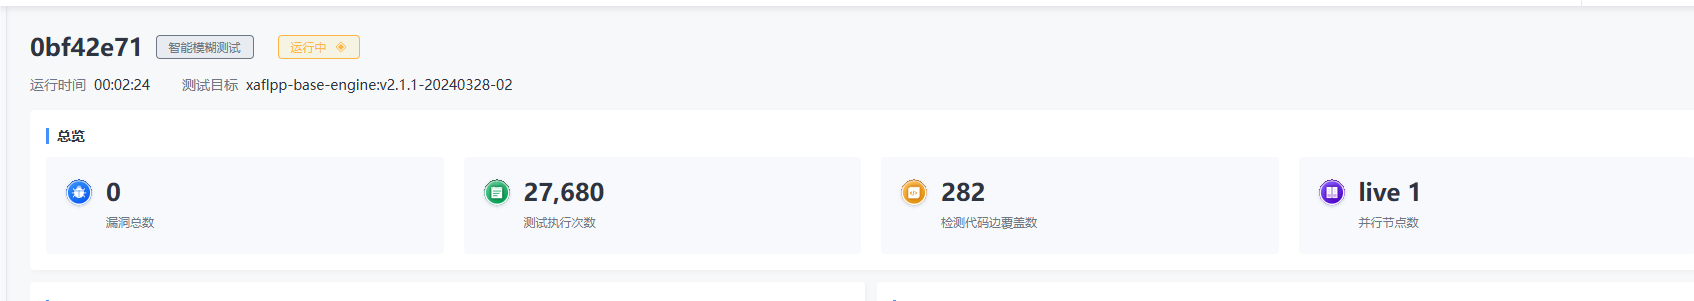 0bf42e71 智能模糊测试 运行中
运行时间 00:02:24 测试目标 xaflpp-base-engine:v2.1.1-20240328-02
总览
0 27,680 282 live 1
漏洞总数 测试执行次数 检测代码边覆盖数 并行节点数